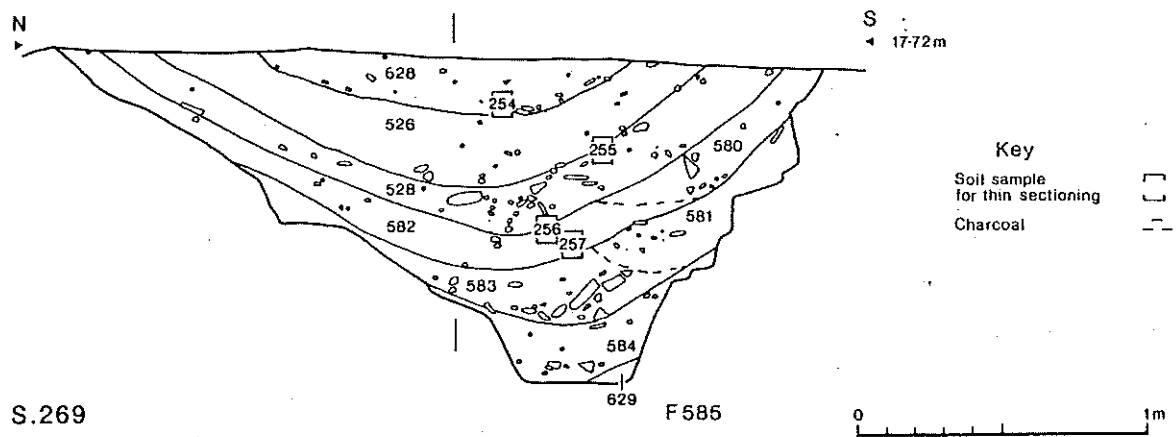 N
S
17·72m
628
254
526
255
580
528
581
256
582
257
583
584
629
Key
Soil sample
for thin sectioning
Charcoal
S.269
F585
0
1m